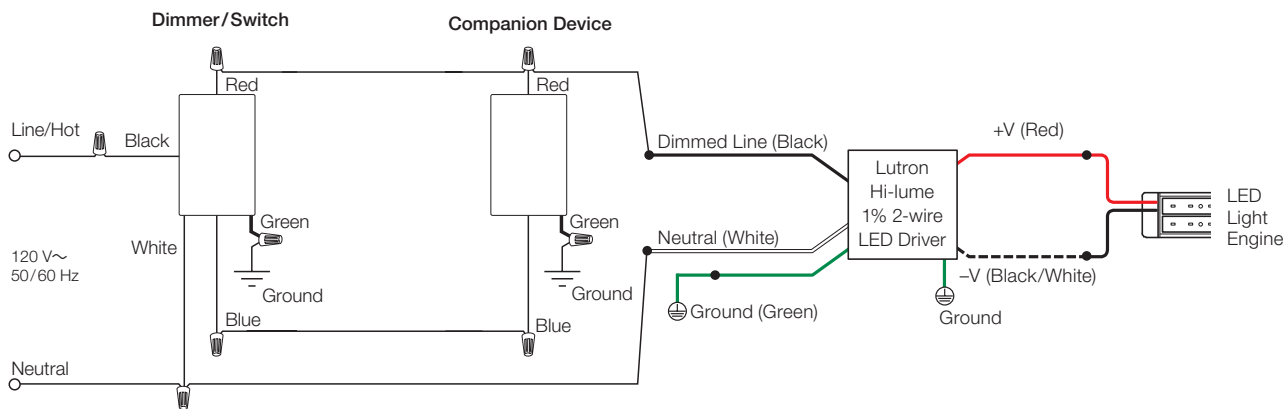 Dimmer/Switch
Companion Device
Red
Red
Line/Hot
Black
Dimmed Line (Black)
+V (Red)
Lutron
Hi-lume
1% 2-wire
LED Driver
LED
Light
Engine
Green
Green
White
Neutral (White)
120 V~
50/60 Hz
–V (Black/White)
Ground
Ground
Ground (Green)
Ground
Blue
Blue
Neutral